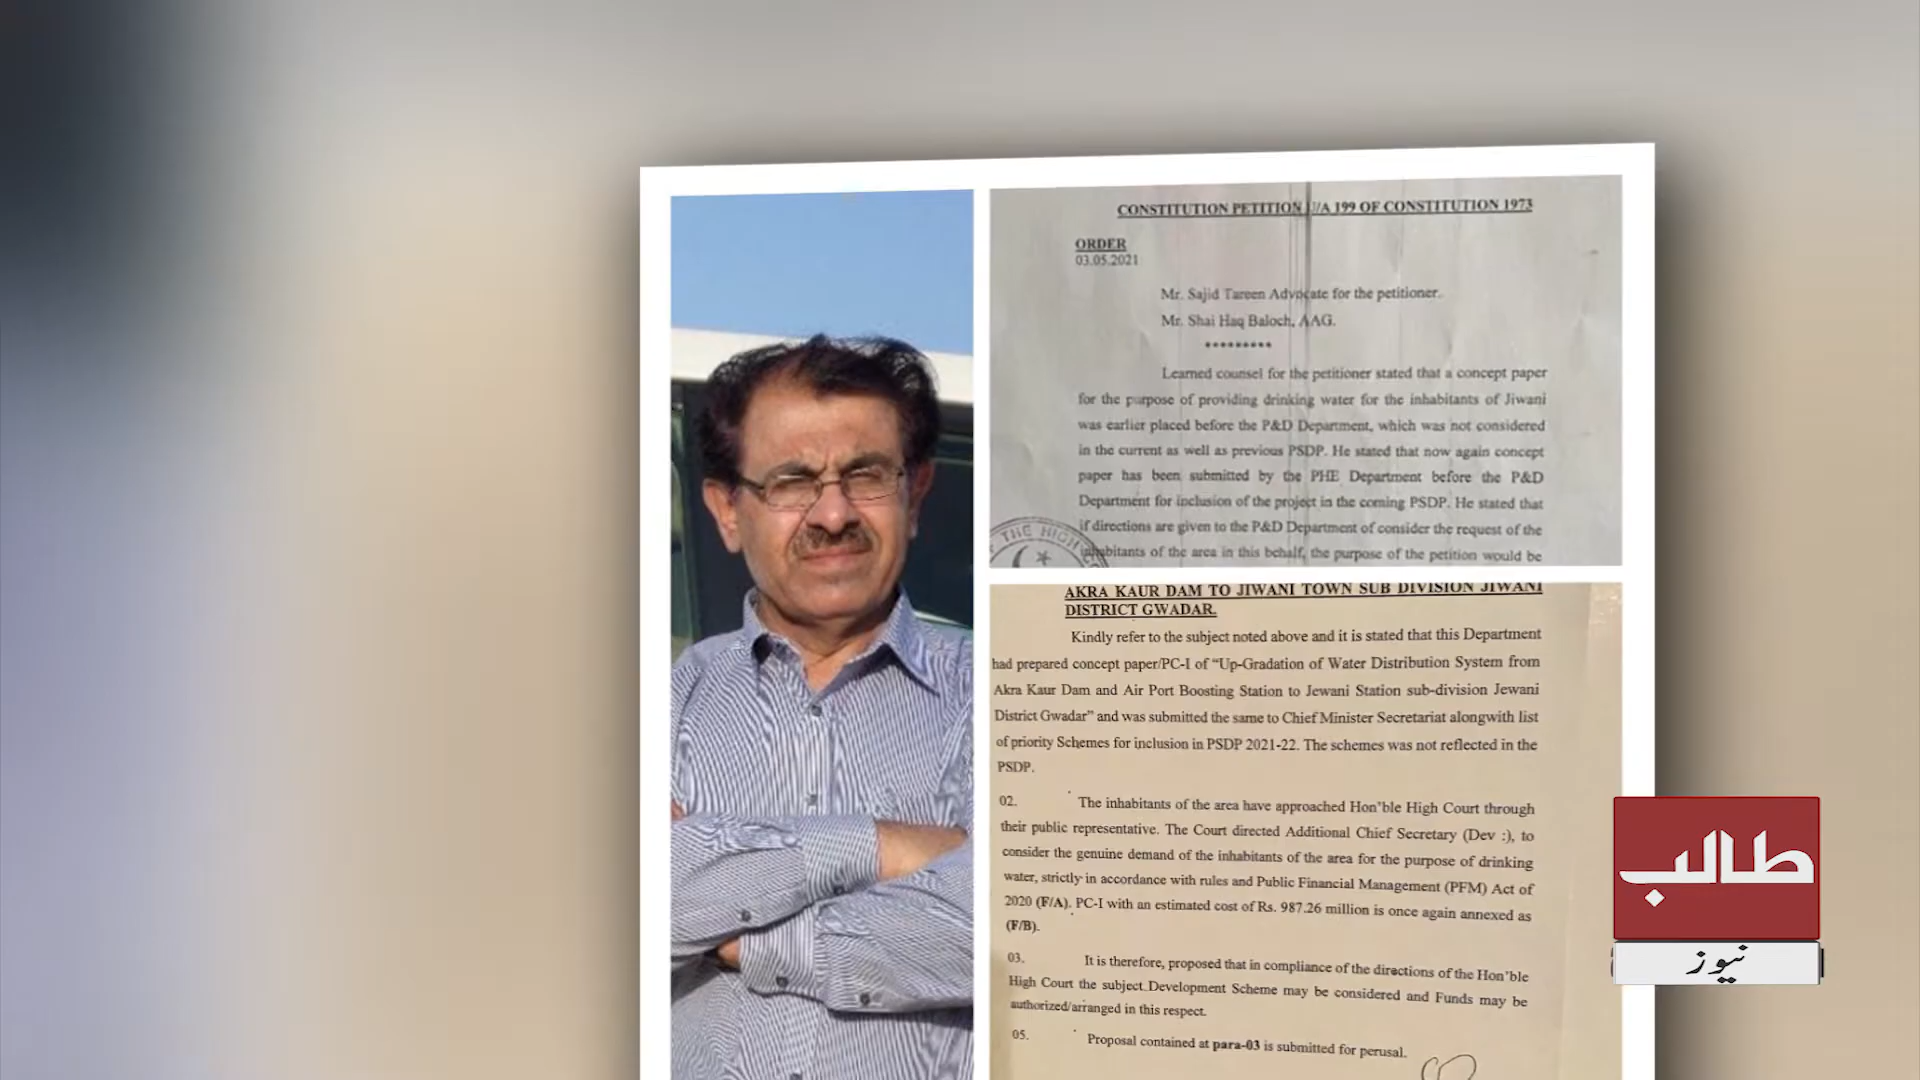 CONSTITUTION PETITION U/A 199 OF CONSTITUTION 1973
ORDER
03.05.2021
Mr. Sajid Tareen Advocate for the petitioner.
Mr. Shai Haq Baloch, AAG.
*********
Learned counsel for the petitioner stated that a concept paper
for the purpose of providing drinking water for the inhabitants of Jiwani
was earlier placed before the P&D Department, which was not considered
in the current as well as previous PSDP. He stated that now again concept
paper has been submitted by the PHE Department before the P&D
Department for inclusion of the project in the coming PSDP. He stated that
if directions are given to the P&D Department of consider the request of the
inhabitants of the area in this behalf, the purpose of the petition would be
THE HIGH
AKRA KAUR DAM TO JIWANI TOWN SUB DIVISION JIWANI
DISTRICT GWADAR.
Kindly refer to the subject noted above and it is stated that this Department
had prepared concept paper/PC-I of “Up-Gradation of Water Distribution System from
Akra Kaur Dam and Air Port Boosting Station to Jewani Station sub-division Jewani
District Gwadar” and was submitted the same to Chief Minister Secretariat alongwith list
of priority Schemes for inclusion in PSDP 2021-22. The schemes was not reflected in the
PSDP.
02. The inhabitants of the area have approached Hon’ble High Court through
their public representative. The Court directed Additional Chief Secretary (Dev :), to
consider the genuine demand of the inhabitants of the area for the purpose of drinking
water, strictly in accordance with rules and Public Financial Management (PFM) Act of
2020 (F/A). PC-I with an estimated cost of Rs. 987.26 million is once again annexed as
(F/B).
03. It is therefore, proposed that in compliance of the directions of the Hon’ble
High Court the subject Development Scheme may be considered and Funds may be
authorized/arranged in this respect.
05. Proposal contained at para-03 is submitted for perusal.
طالب
نیوز